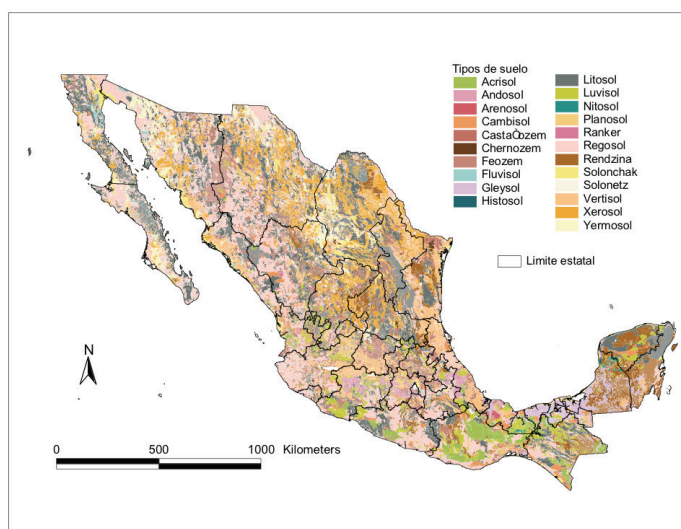 Tipos de suelo
Acrisol
Andosol
Arenosol
Cambisol
CastaÒozem
Chernozem
Feozem
Fluvisol
Gleysol
Histosol
Litosol
Luvisol
Nitosol
Planosol
Ranker
Regosol
Rendzina
Solonchak
Solonetz
Vertisol
Xerosol
Yermosol
Limite estatal
N
0 500 1000 Kilometers